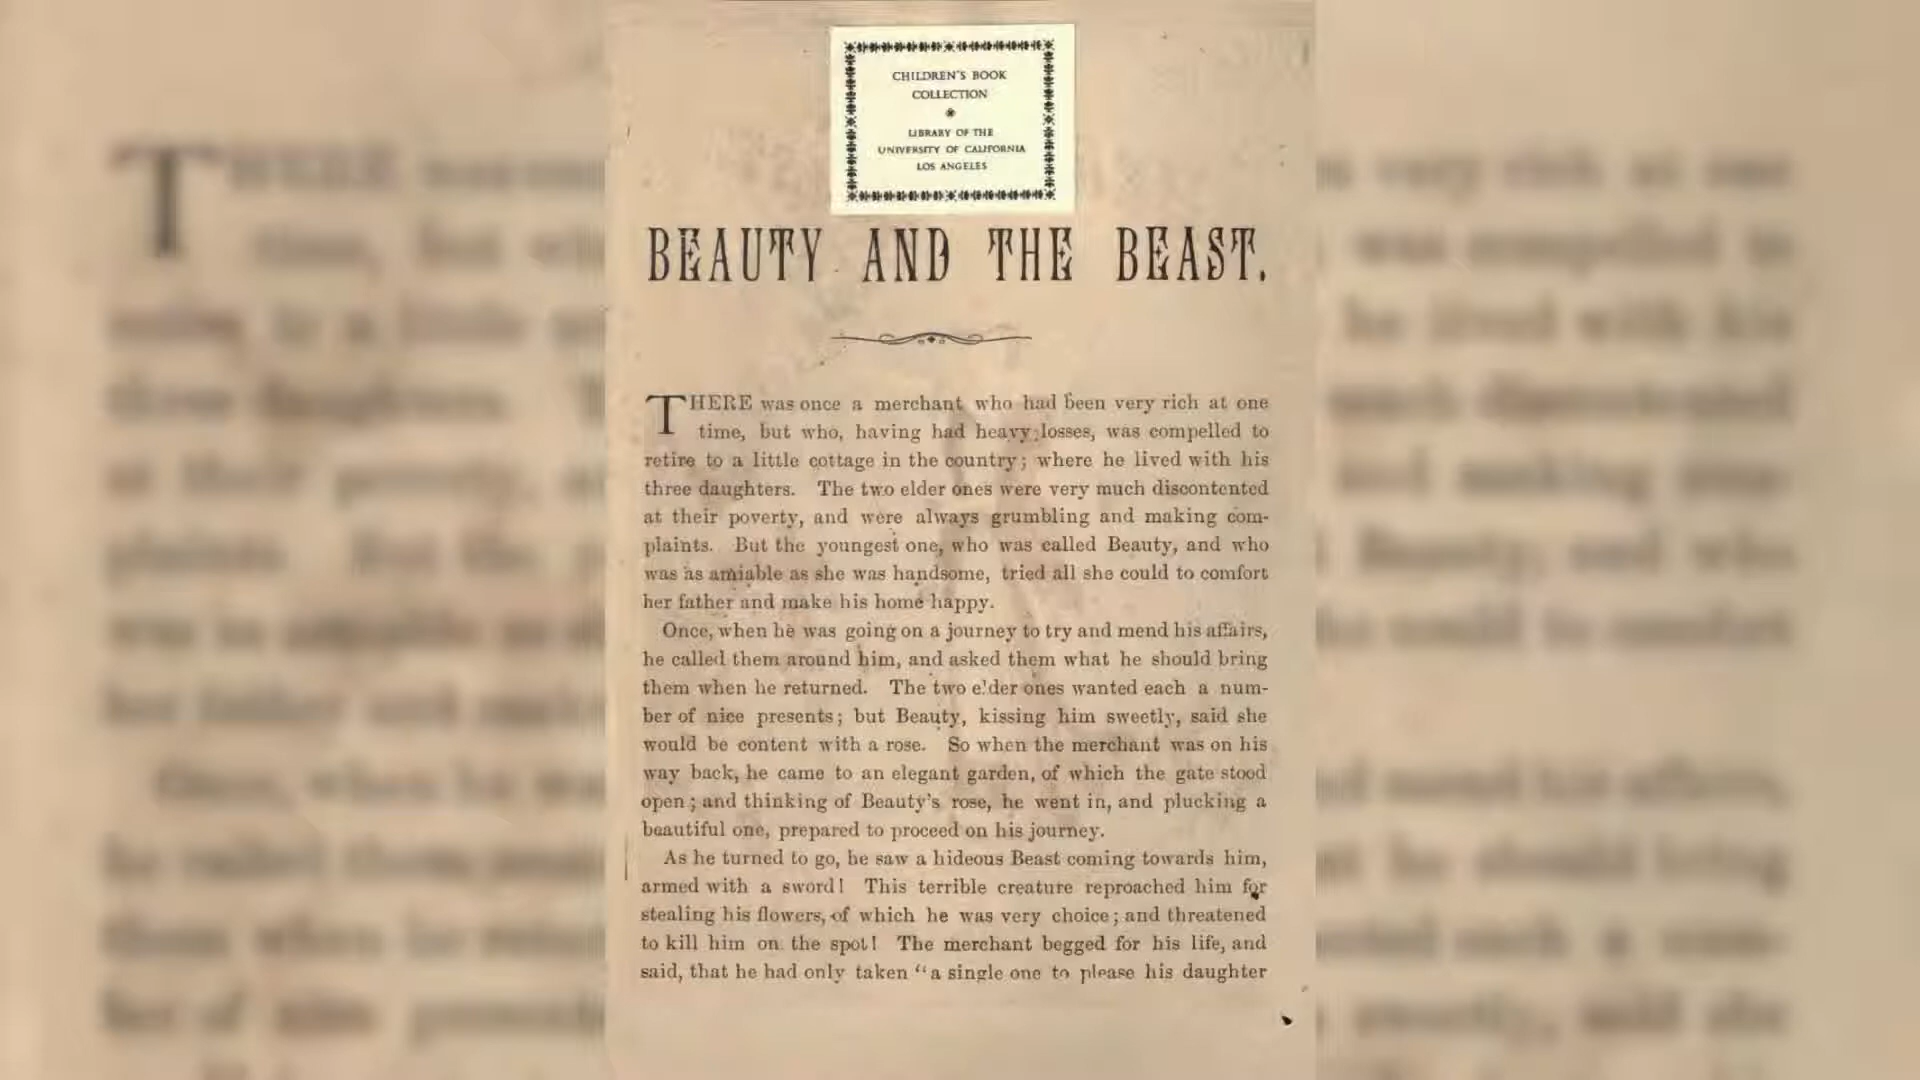 CHILDREN'S BOOK
COLLECTION
LIBRARY OF THE
UNIVERSITY OF CALIFORNIA
LOS ANGELES
BEAUTY AND THE BEAST.
THERE was once a merchant who had been very rich at one
time, but who, having had heavy losses, was compelled to
retire to a little cottage in the country; where he lived with his
three daughters. The two elder ones were very much discontented
at their poverty, and were always grumbling and making com-
plaints. But the youngest one, who was called Beauty, and who
was as amiable as she was handsome, tried all she could to comfort
her father and make his home happy.
Once, when he was going on a journey to try and mend his affairs,
he called them around him, and asked them what he should bring
them when he returned. The two elder ones wanted each a num-
ber of nice presents; but Beauty, kissing him sweetly, said she
would be content with a rose. So when the merchant was on his
way back, he came to an elegant garden, of which the gate stood
open; and thinking of Beauty's rose, he went in, and plucking a
beautiful one, prepared to proceed on his journey.
As he turned to go, he saw a hideous Beast coming towards him,
armed with a sword! This terrible creature reproached him for
stealing his flowers, of which he was very choice; and threatened
to kill him on the spot! The merchant begged for his life, and
said, that he had only taken "a single one to please his daughter